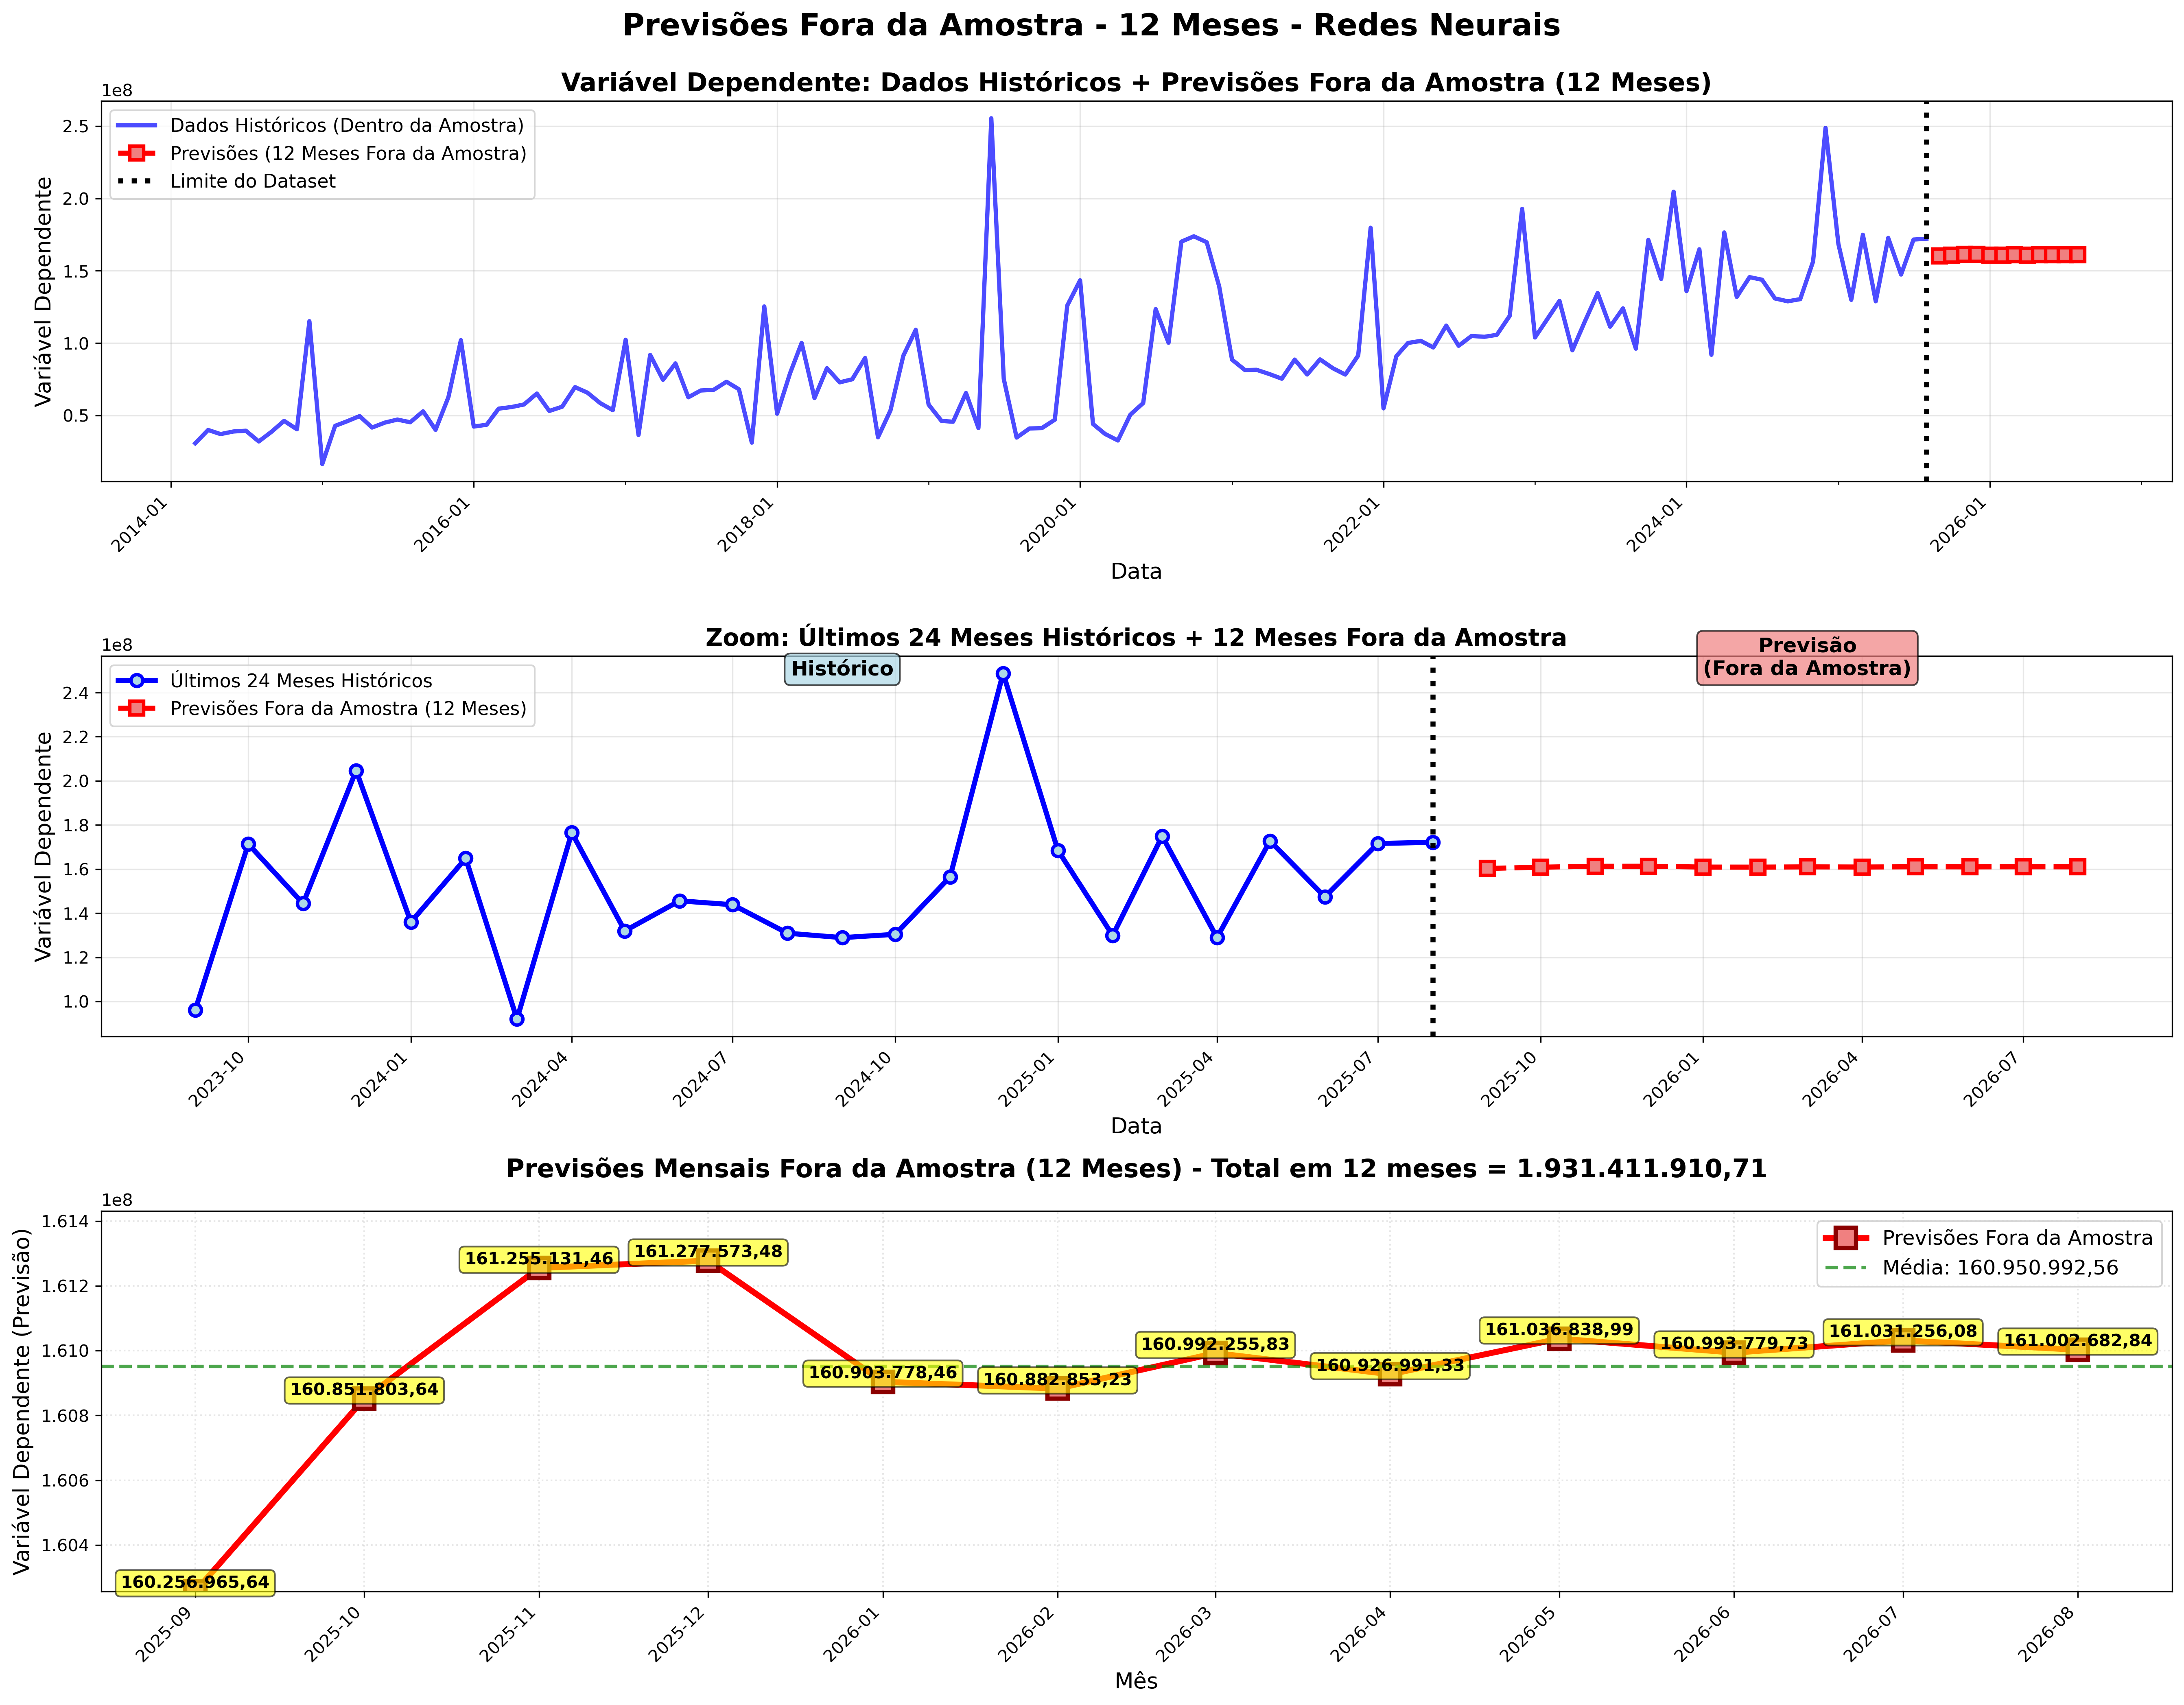 Previsões Fora da Amostra - 12 Meses - Redes Neurais
Variável Dependente: Dados Históricos + Previsões Fora da Amostra (12 Meses)
1e8
Dados Históricos (Dentro da Amostra)
Previsões (12 Meses Fora da Amostra)
Limite do Dataset
Variável Dependente
2.5
2.0
1.5
1.0
0.5
2014-01
2016-01
2018-01
2020-01
2022-01
2024-01
2026-01
Data
Zoom: Últimos 24 Meses Históricos + 12 Meses Fora da Amostra
1e8
Últimos 24 Meses Históricos
Previsões Fora da Amostra (12 Meses)
Histórico
Previsão
(Fora da Amostra)
Variável Dependente
2.4
2.2
2.0
1.8
1.6
1.4
1.2
1.0
2023-10
2024-01
2024-04
2024-07
2024-10
2025-01
2025-04
2025-07
2025-10
2026-01
2026-04
2026-07
Data
Previsões Mensais Fora da Amostra (12 Meses) - Total em 12 meses = 1.931.411.910,71
1e8
Previsões Fora da Amostra
Média: 160.950.992,56
Variável Dependente (Previsão)
1.614
1.612
1.610
1.608
1.606
1.604
160.256.965,64
160.851.803,64
161.255.131,46
161.277.573,48
160.903.778,46
160.882.853,23
160.992.255,83
160.926.991,33
161.036.838,99
160.993.779,73
161.031.256,08
161.002.682,84
2025-09
2025-10
2025-11
2025-12
2026-01
2026-02
2026-03
2026-04
2026-05
2026-06
2026-07
2026-08
Mês